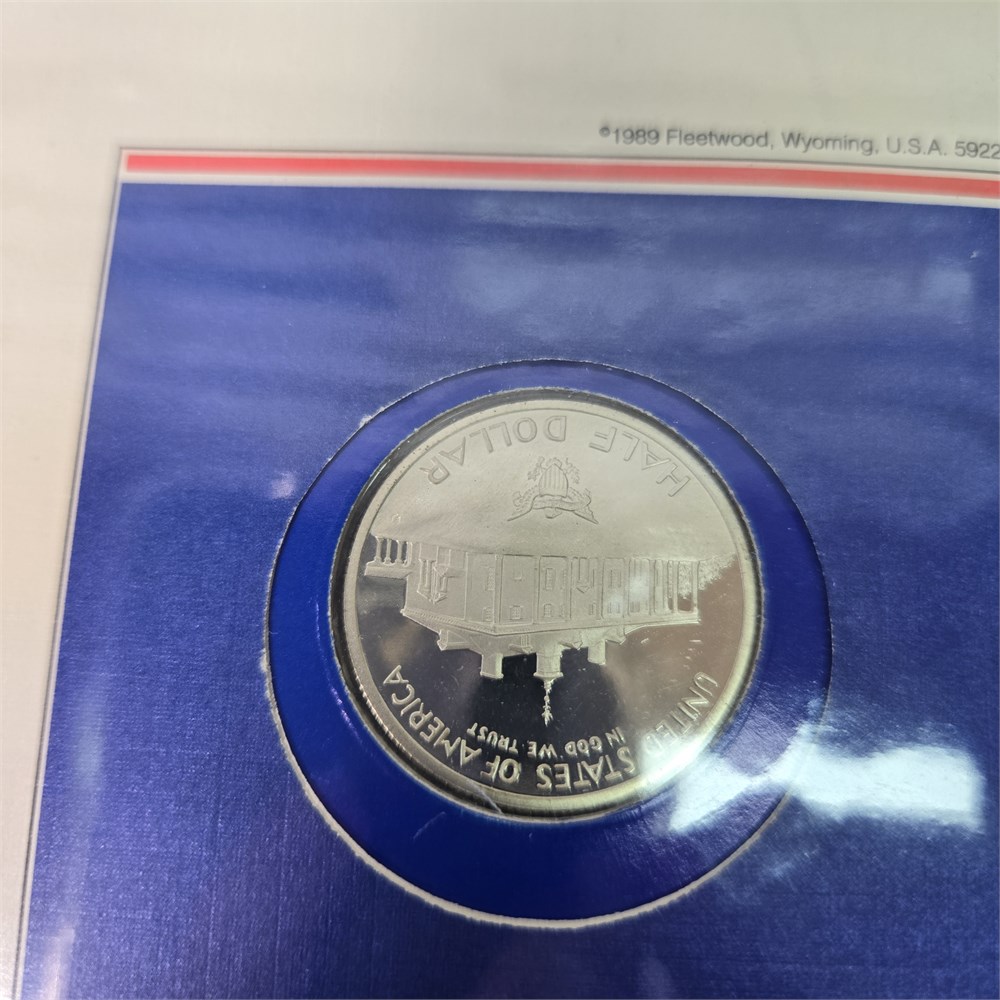 ©1989 Fleetwood, Wyoming, U.S.A. 5922
HALF DOLLAR
IN GOD WE TRUST
UNITED STATES OF AMERICA